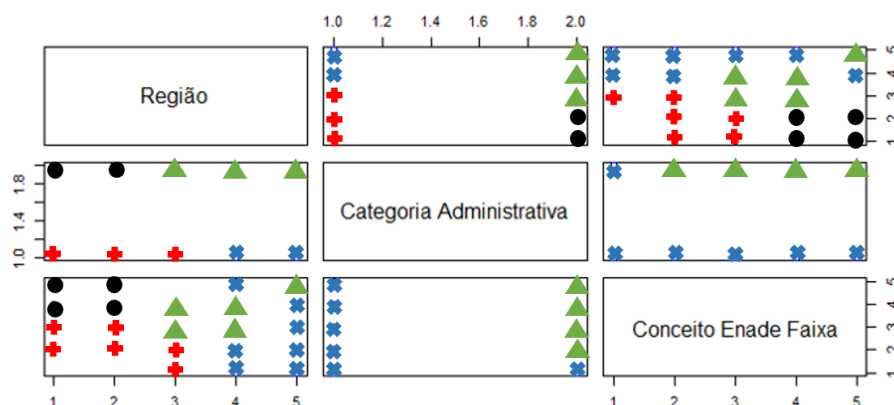 1.0 1.2 1.4 1.6 1.8 2.0
Região
1 2 3 4 5
1.0 1.4 1.8
Categoria Administrativa
Conceito Enade Faixa
1 2 3 4 5
1 2 3 4 5
1 2 3 4 5